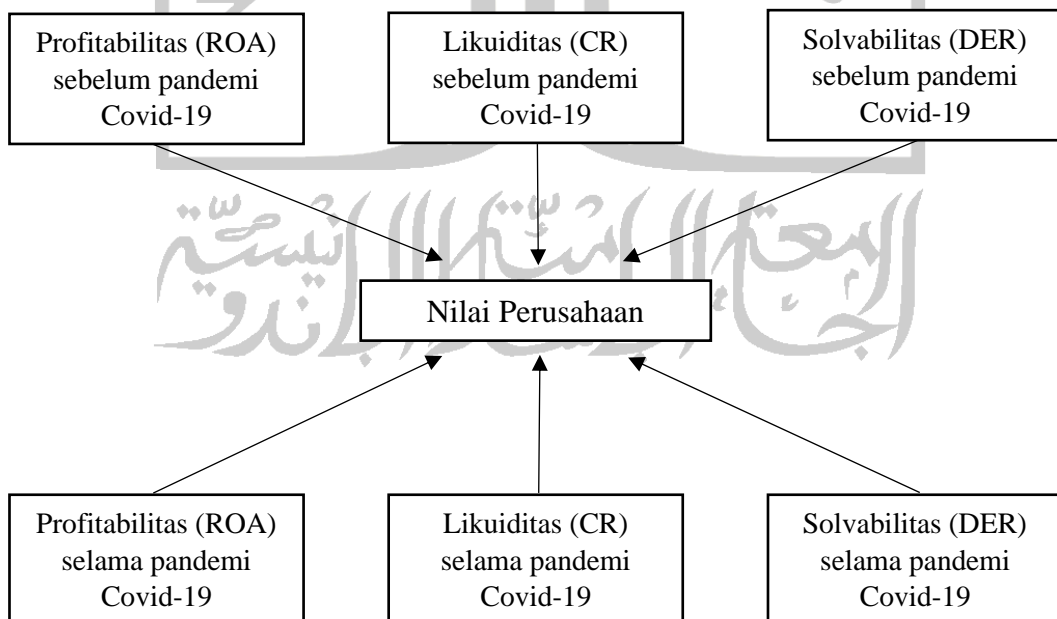 Profitabilitas (ROA)
sebelum pandemi
Covid-19
Likuiditas (CR)
sebelum pandemi
Covid-19
Solvabilitas (DER)
sebelum pandemi
Covid-19
Nilai Perusahaan
Profitabilitas (ROA)
selama pandemi
Covid-19
Likuiditas (CR)
selama pandemi
Covid-19
Solvabilitas (DER)
selama pandemi
Covid-19